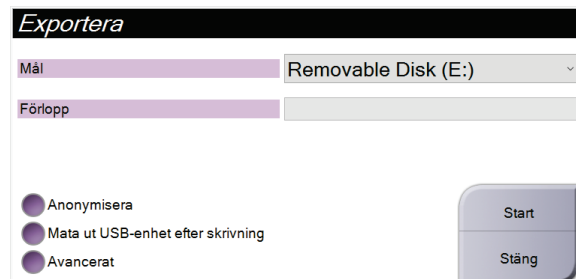 Exportera
Mål
Removable Disk (E:)
Förlopp
Anonymisera
Mata ut USB-enhet efter skrivning
Avancerat
Start
Stäng